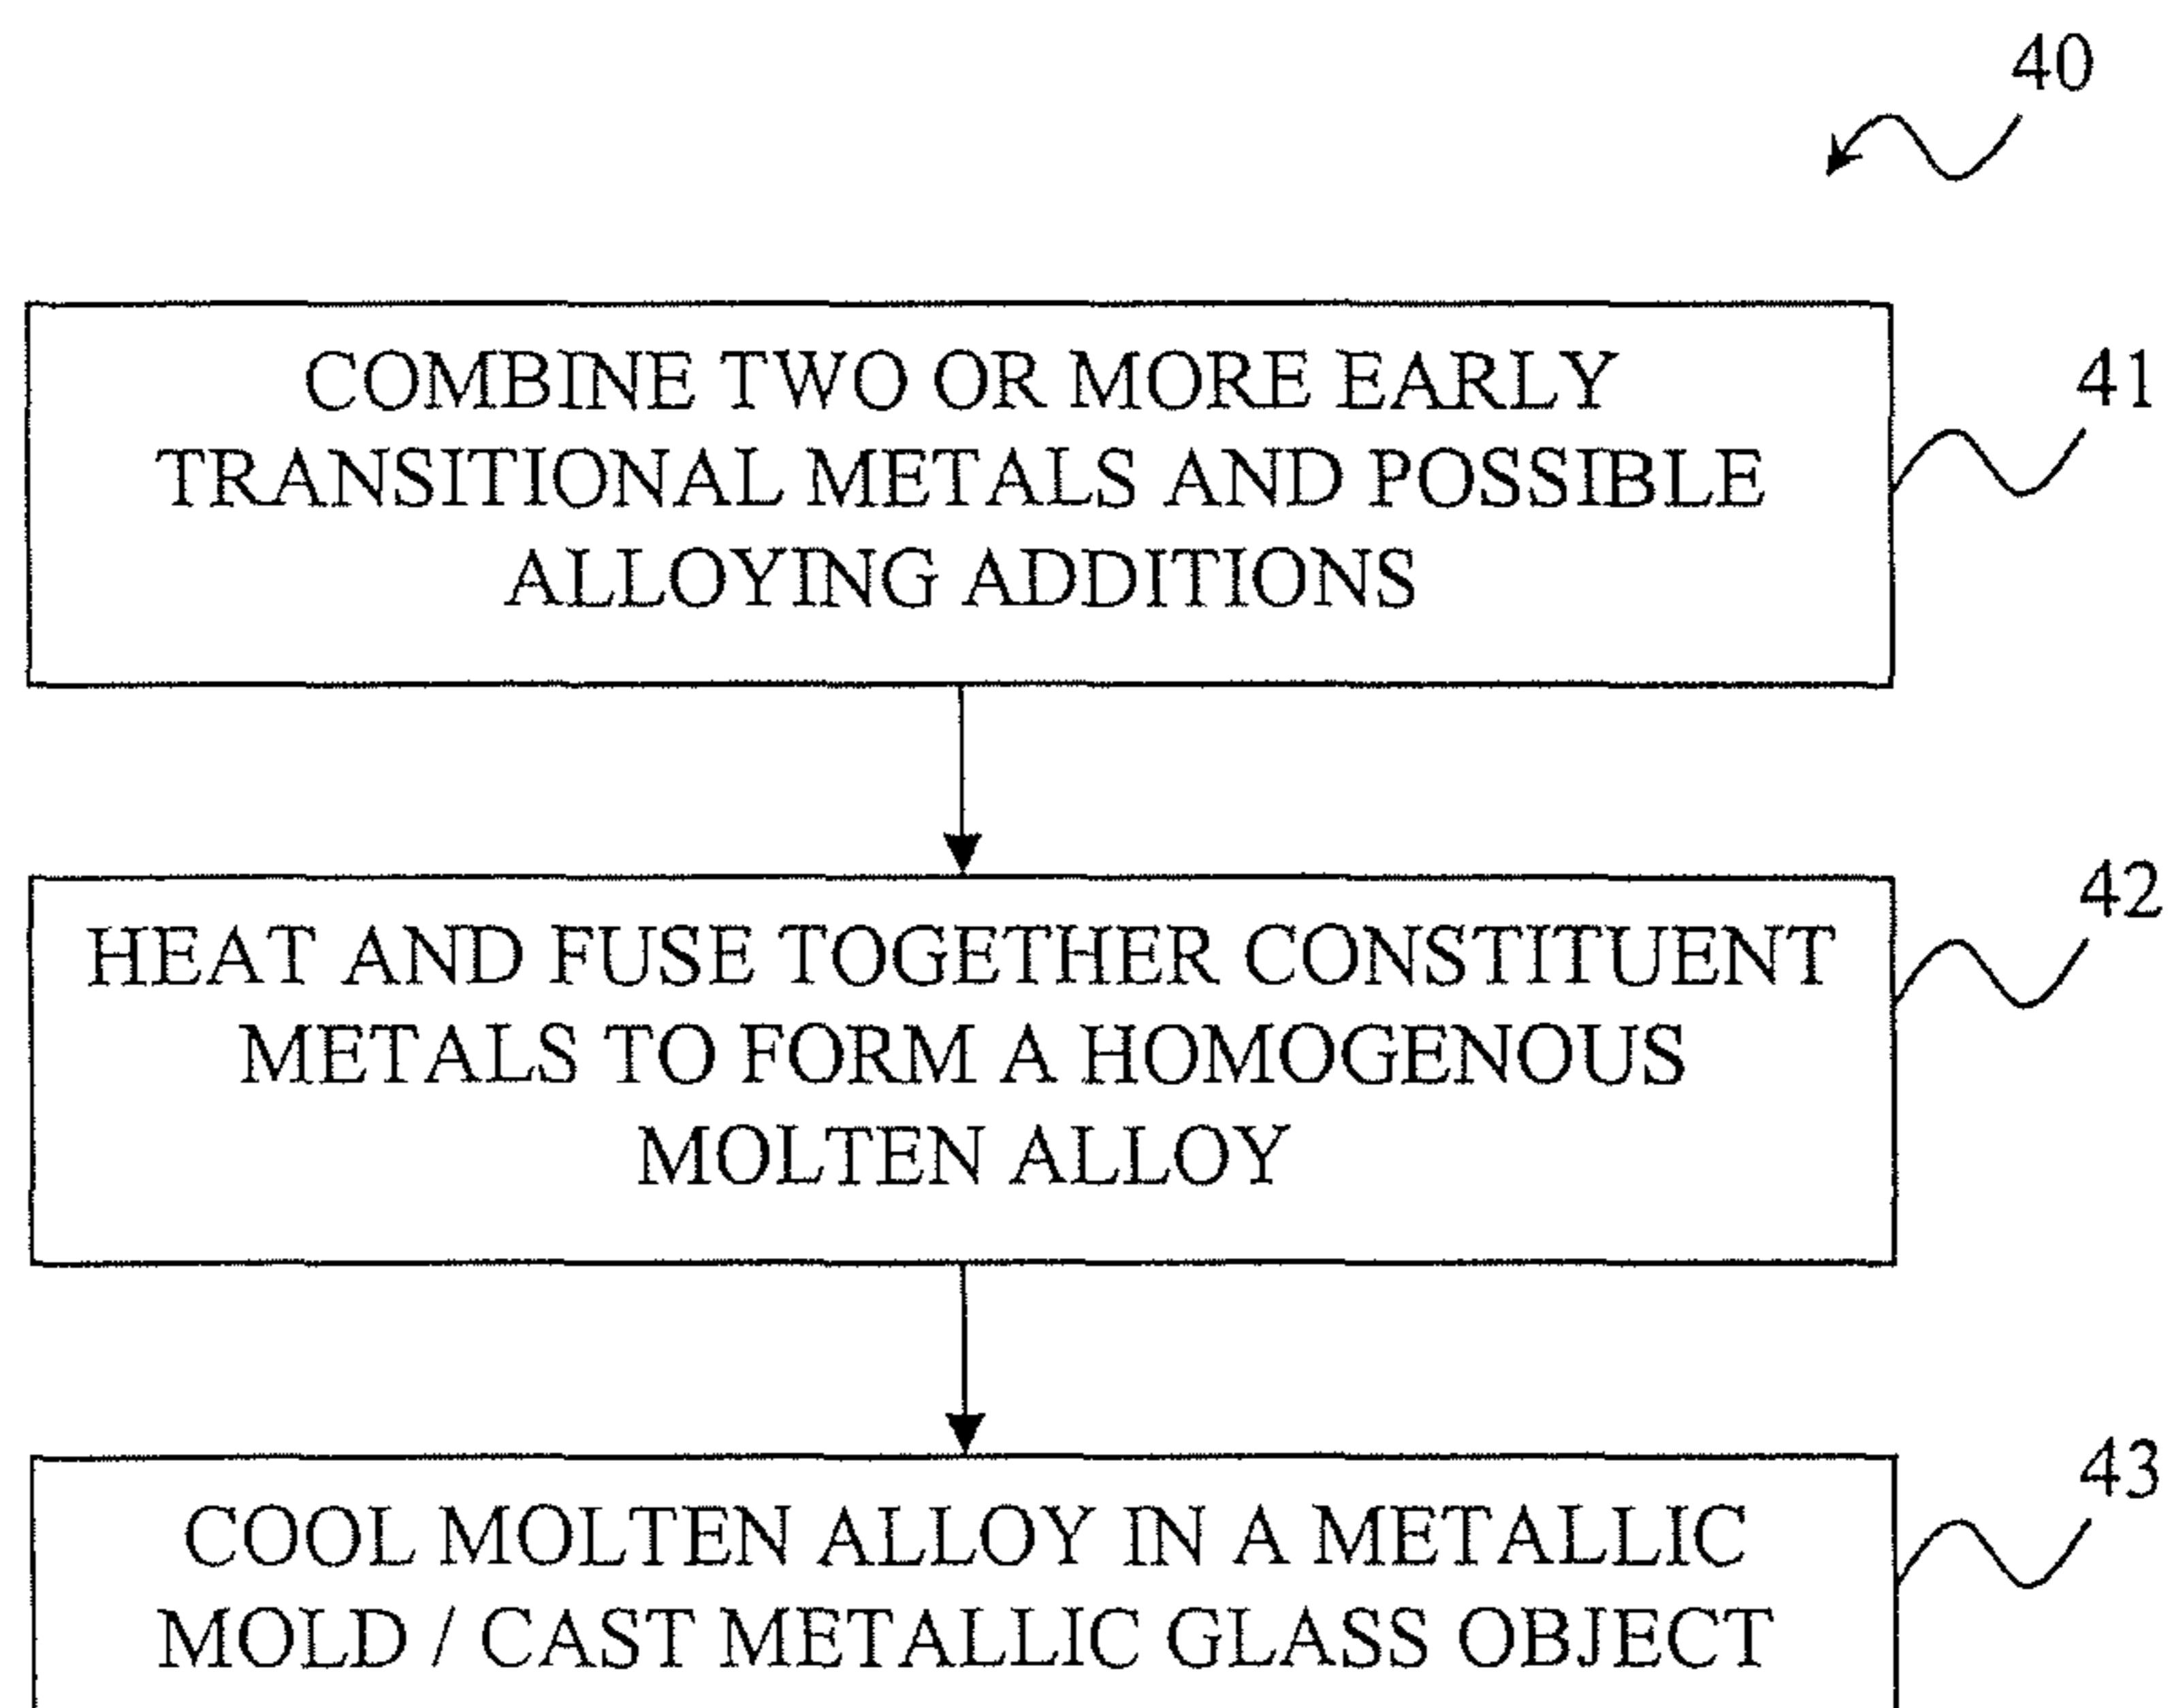 40
COMBINE TWO OR MORE EARLY
TRANSITIONAL METALS AND POSSIBLE
ALLOYING ADDITIONS
41
HEAT AND FUSE TOGETHER CONSTITUENT
METALS TO FORM A HOMOGENOUS
MOLTEN ALLOY
42
COOL MOLTEN ALLOY IN A METALLIC
MOLD / CAST METALLIC GLASS OBJECT
43